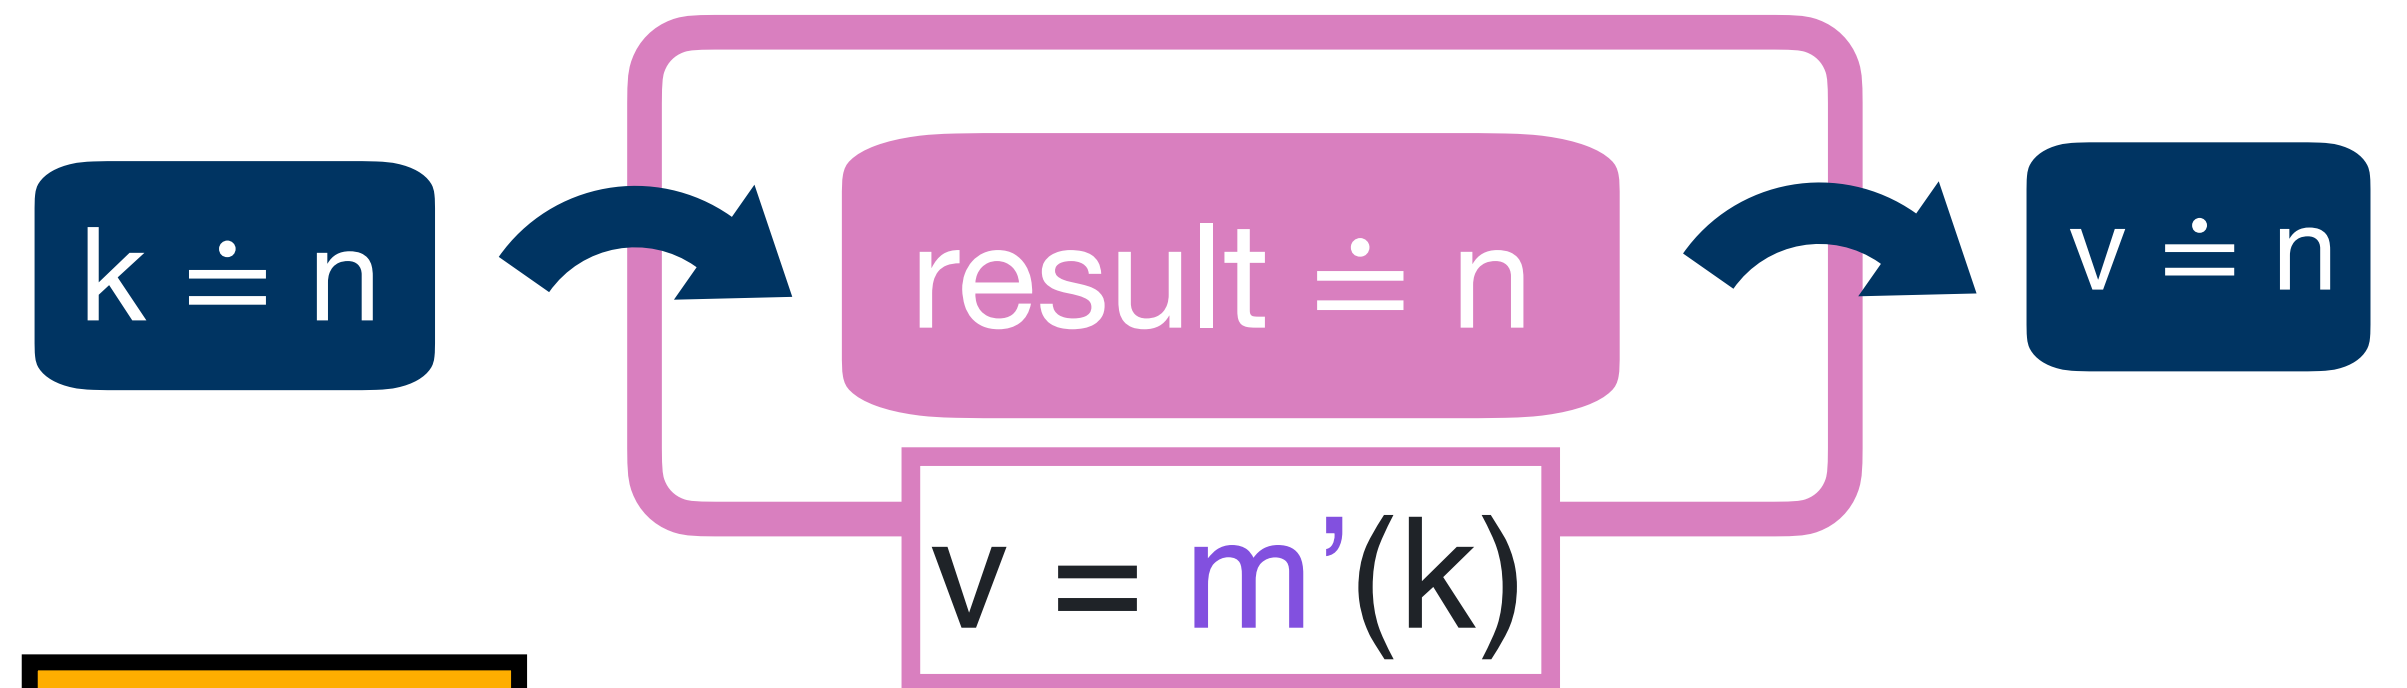 k ≐ n
result ≐ n
v ≐ n
v = m’(k)